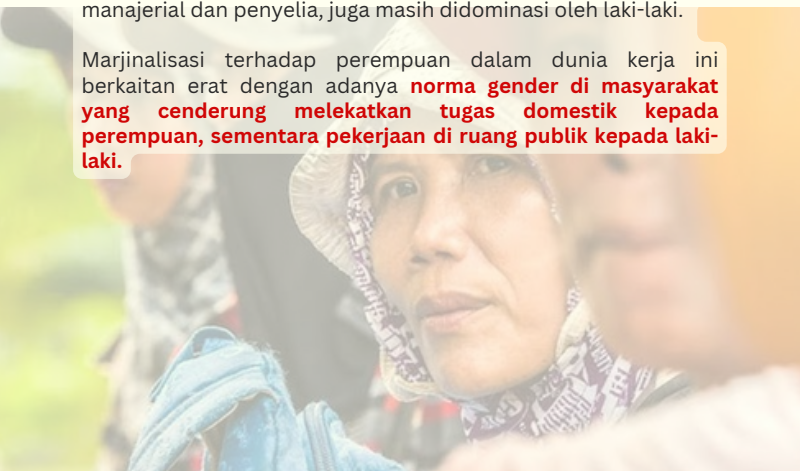 manajerial dan penyelia, juga masih didominasi oleh laki-laki.
Marjinalisasi terhadap perempuan dalam dunia kerja ini
berkaitan erat dengan adanya norma gender di masyarakat
yang cenderung melekatkan tugas domestik kepada
perempuan, sementara pekerjaan di ruang publik kepada laki-
laki.